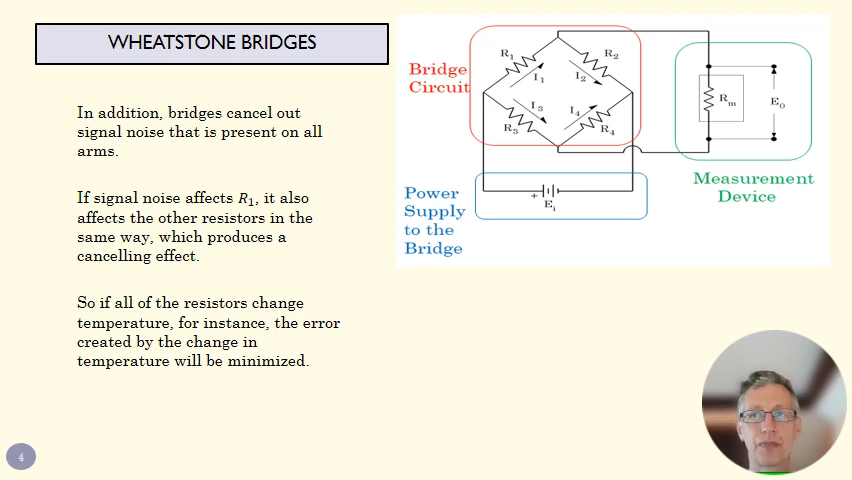 WHEATSTONE BRIDGES
In addition, bridges cancel out
signal noise that is present on all
arms.
If signal noise affects R₁, it also
affects the other resistors in the
same way, which produces a
cancelling effect.
So if all of the resistors change
temperature, for instance, the error
created by the change in
temperature will be minimized.
4
Bridge
Circuit
R₁
R₂
I₁
I₂
I₃
I₄
R₃
R₄
Rₘ
E₀
Measurement
Device
Power
Supply
to the
Bridge
+
Eᵢ